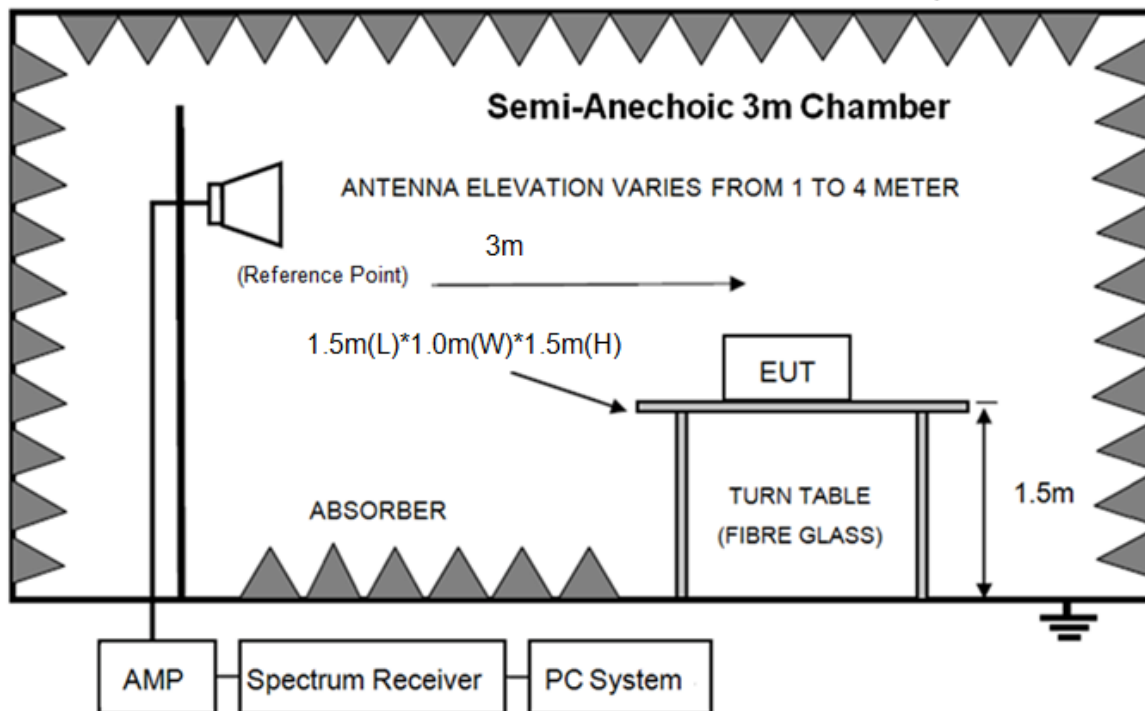 Semi-Anechoic 3m Chamber
ANTENNA ELEVATION VARIES FROM 1 TO 4 METER
3m
(Reference Point)
1.5m(L)*1.0m(W)*1.5m(H)
EUT
ABSORBER
TURN TABLE
(FIBRE GLASS)
1.5m
AMP
Spectrum Receiver
PC System